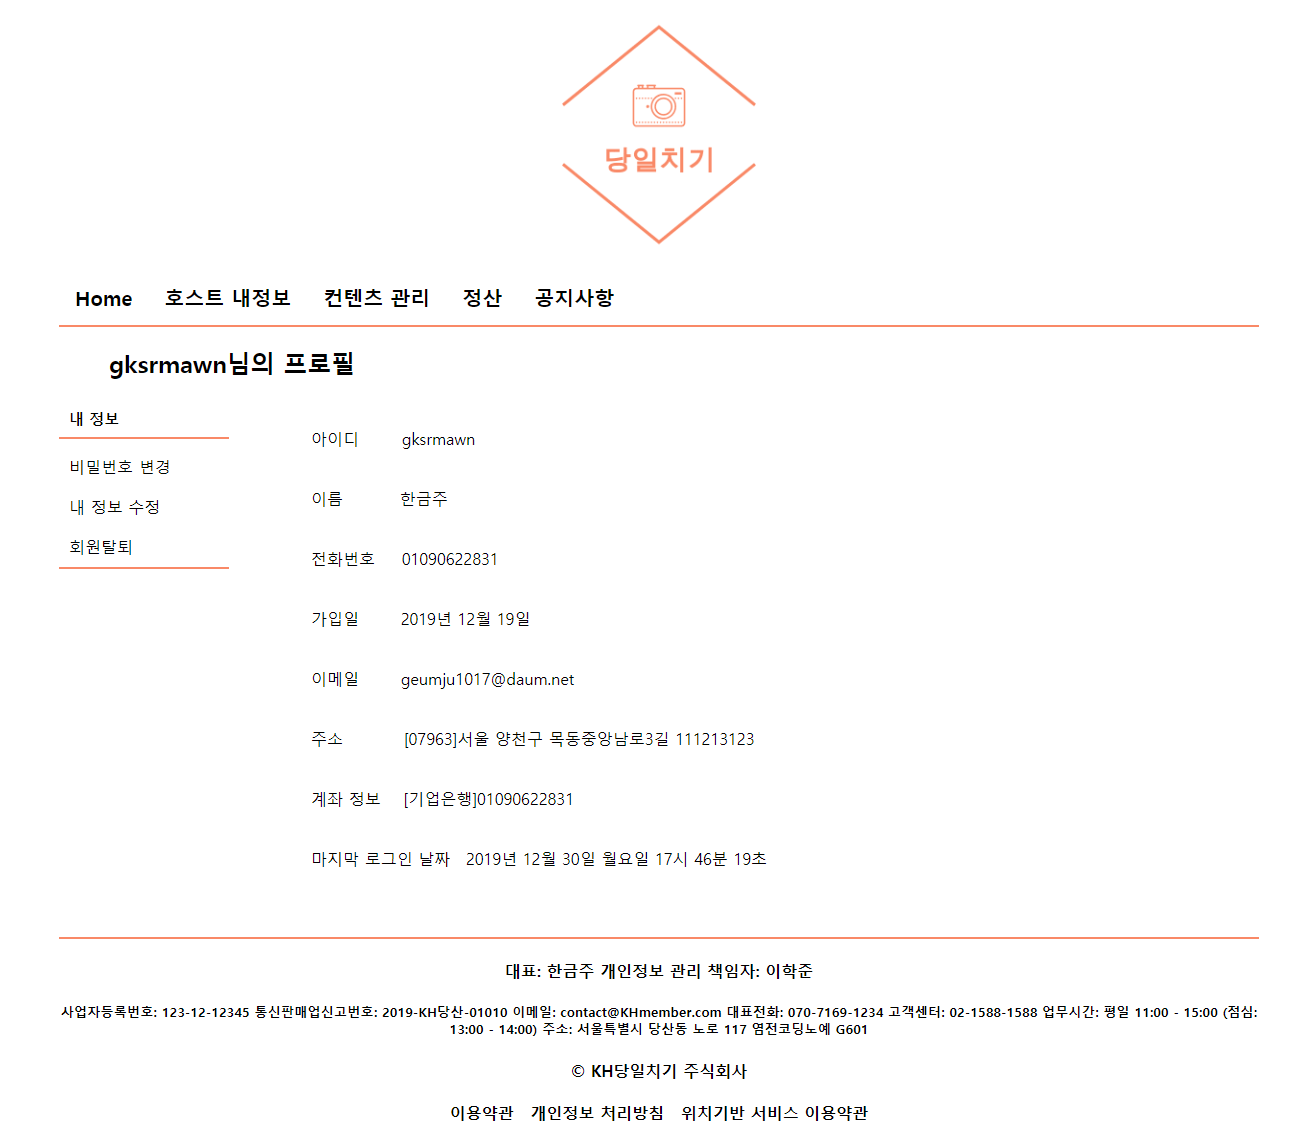 당일치기
Home 호스트 내정보 컨텐츠 관리 정산 공지사항
gksrmawn님의 프로필
내 정보
비밀번호 변경
내 정보 수정
회원탈퇴
아이디 gksrmawn
이름 한금주
전화번호 01090622831
가입일 2019년 12월 19일
이메일 geumju1017@daum.net
주소 [07963]서울 양천구 목동중앙남로3길 111213123
계좌 정보 [기업은행]01090622831
마지막 로그인 날짜 2019년 12월 30일 월요일 17시 46분 19초
대표: 한금주 개인정보 관리 책임자: 이학준
사업자등록번호: 123-12-12345 통신판매업신고번호: 2019-KH당산-01010 이메일: contact@KHmember.com 대표전화: 070-7169-1234 고객센터: 02-1588-1588 업무시간: 평일 11:00 - 15:00 (점심:
13:00 - 14:00) 주소: 서울특별시 당산동 노로 117 염전코딩노예 G601
© KH당일치기 주식회사
이용약관 개인정보 처리방침 위치기반 서비스 이용약관